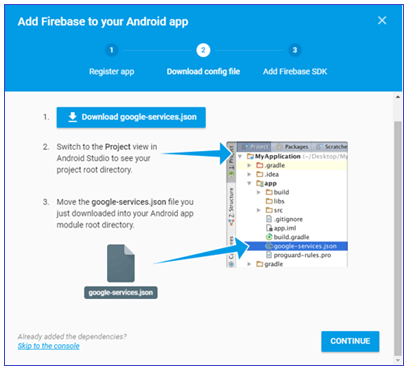 Add Firebase to your Android app
1
2
3
Register app
Download config file
Add Firebase SDK
1. Download google-services.json
2. Switch to the Project view in
Android Studio to see your
project root directory.
3. Move the google-services.json file you
just downloaded into your Android app
module root directory.
google-services.json
Project Packages Scratches
1: Project
Z: Structure
MyApplication (~/Desktop/My
.gradle
.idea
app
build
libs
src
.gitignore
app.iml
build.gradle
google-services.json
proguard-rules.pro
gradle
Already added the dependencies?
Skip to the console
CONTINUE